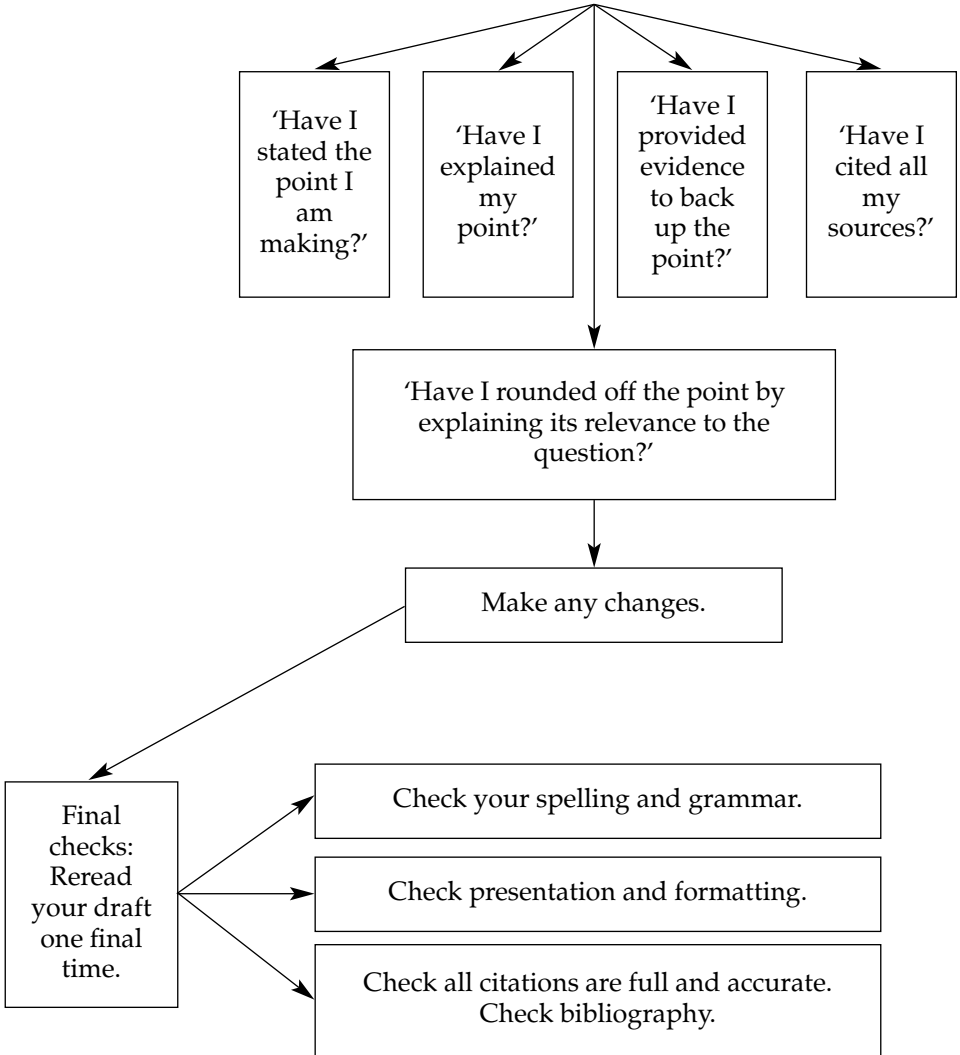 ‘Have I
stated the
point I
am
making?’
‘Have I
explained
my
point?’
‘Have I
provided
evidence
to back
up the
point?’
‘Have I
cited all
my
sources?’
‘Have I rounded off the point by
explaining its relevance to the
question?’
Make any changes.
Final
checks:
Reread
your draft
one final
time.
Check your spelling and grammar.
Check presentation and formatting.
Check all citations are full and accurate.
Check bibliography.